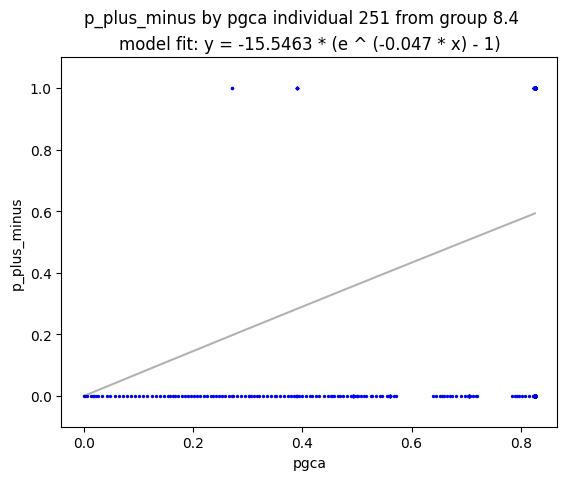 p_plus_minus by pgca individual 251 from group 8.4
model fit: y = -15.5463 * (e ^ (-0.047 * x) - 1)
1.0
0.8
0.6
0.4
0.2
0.0
p_plus_minus
0.0 0.2 0.4 0.6 0.8
pgca